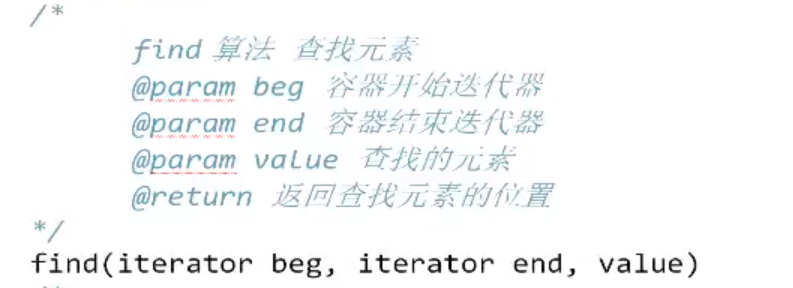 /*
find 算法 查找元素
@param beg 容器开始迭代器
@param end 容器结束迭代器
@param value 查找的元素
@return 返回查找元素的位置
*/
find(iterator beg, iterator end, value)